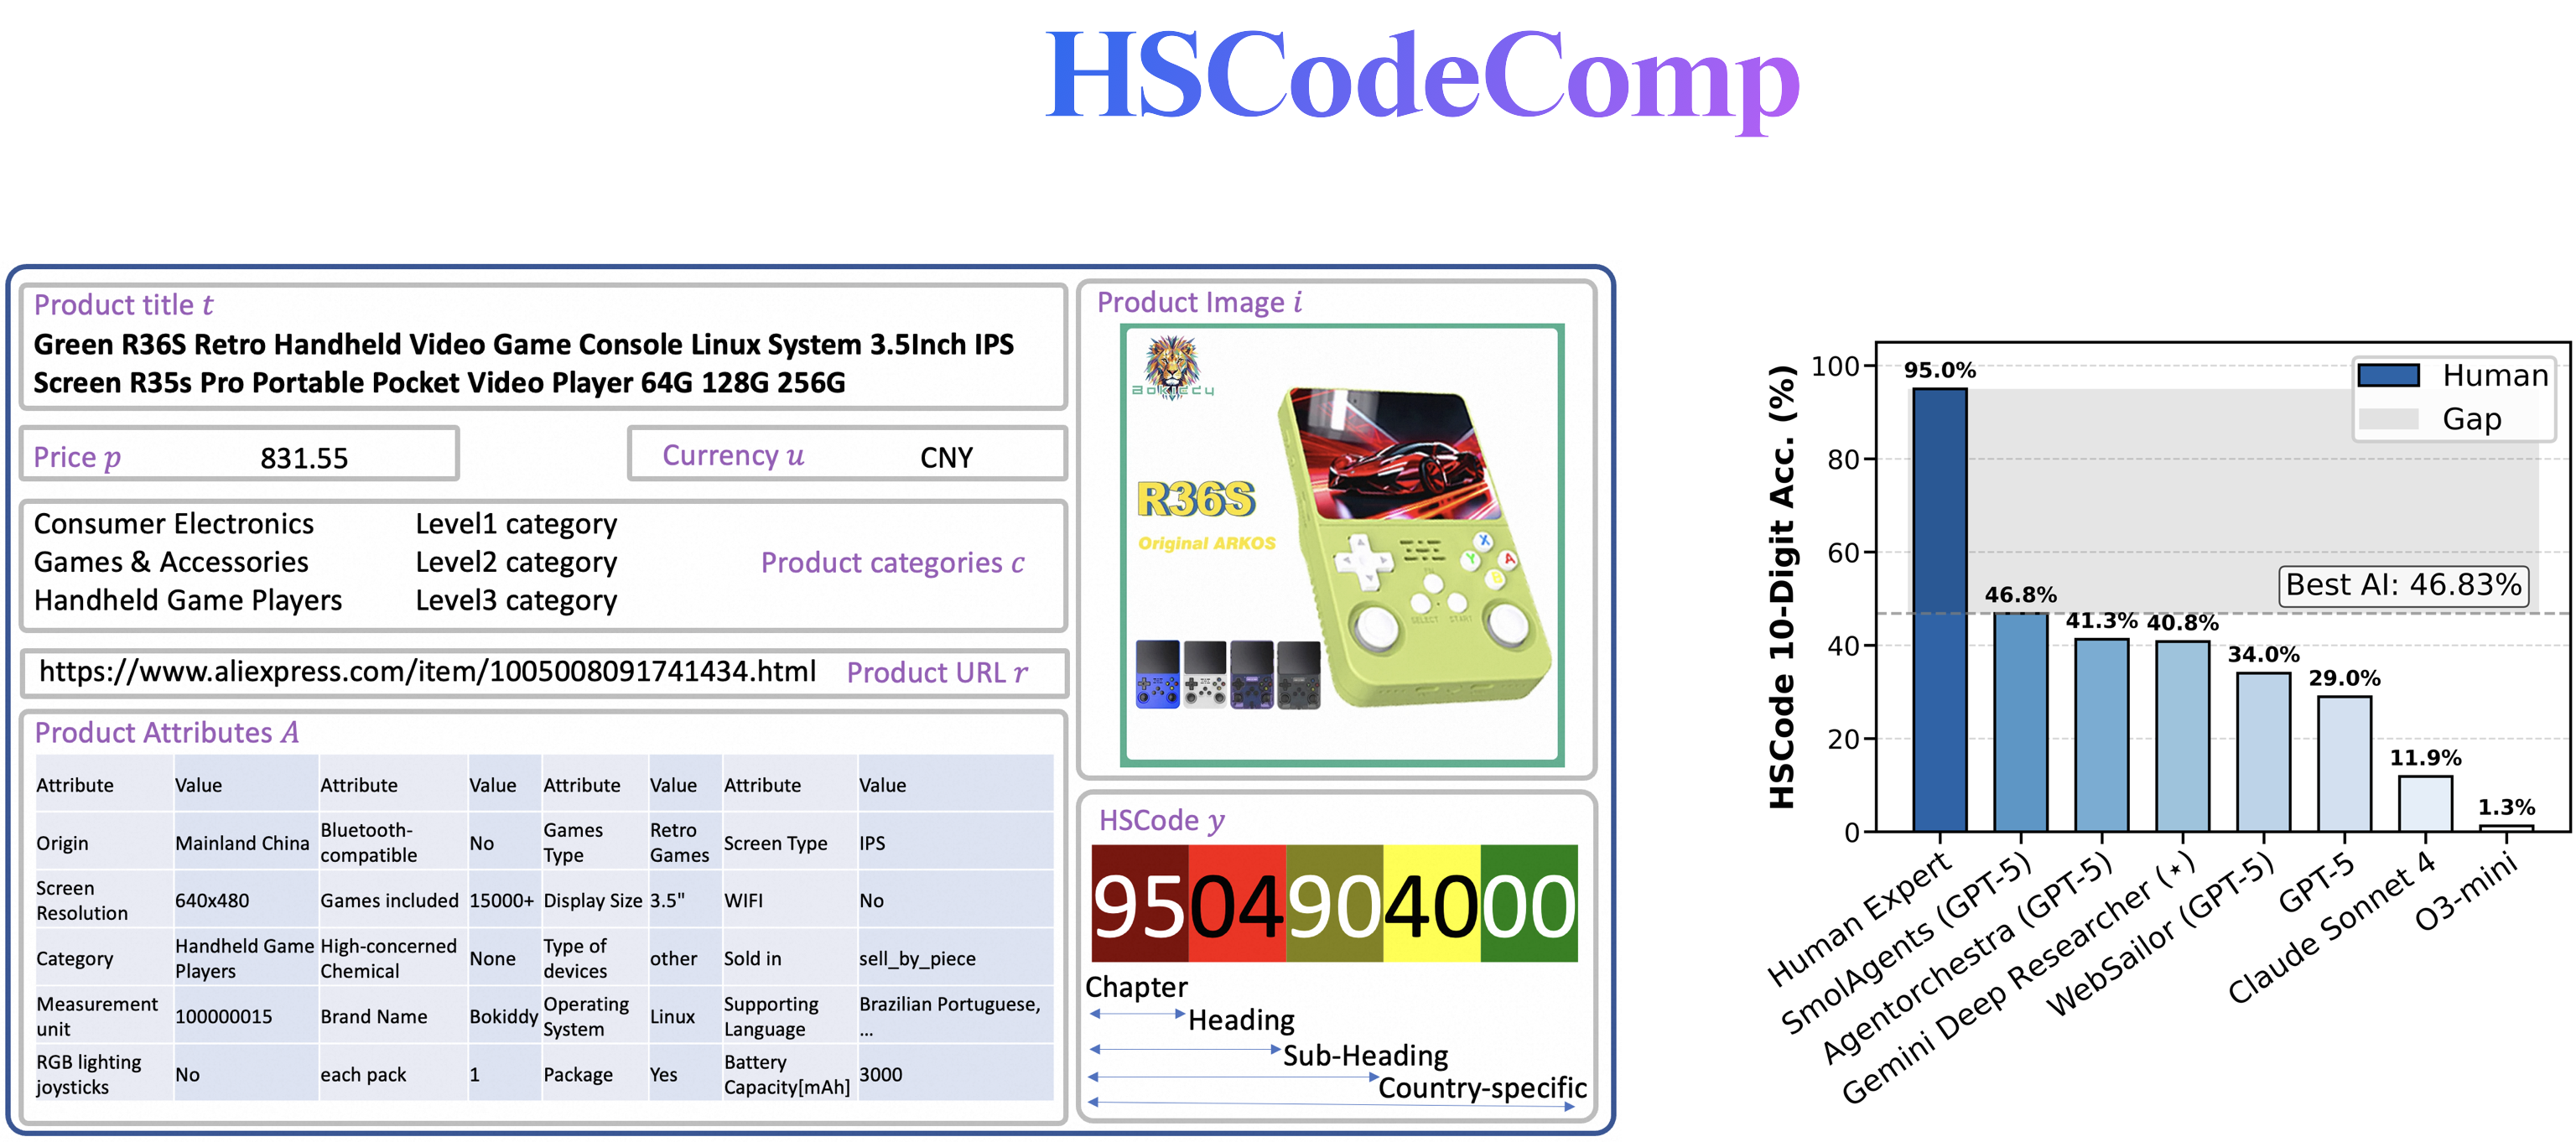 HSCodeComp
Product title t
Green R36S Retro Handheld Video Game Console Linux System 3.5Inch IPS
Screen R35s Pro Portable Pocket Video Player 64G 128G 256G
Price p 831.55
Currency u CNY
Consumer Electronics Level1 category
Games & Accessories Level2 category Product categories c
Handheld Game Players Level3 category
https://www.aliexpress.com/item/1005008091741434.html Product URL r
Product Attributes A
Attribute Value Attribute Value Attribute Value Attribute Value
Origin Mainland China Bluetooth-compatible No Games Type Retro Games Screen Type IPS
Screen Resolution 640x480 Games included 15000+ Display Size 3.5" WIFI No
Category Handheld Game Players High-concerned Chemical None Type of devices other Sold in sell_by_piece
Measurement unit 100000015 Brand Name Bokiddy Operating System Linux Supporting Language Brazilian Portuguese, ...
RGB lighting joysticks No each pack 1 Package Yes Battery Capacity[mAh] 3000
Product Image i
R36S
Original ARKOS
X
Y A
B
SELECT START
HSCode y
9504904000
Chapter
Heading
Sub-Heading
Country-specific
HSCode 10-Digit Acc. (%)
100
80
60
40
20
0
95.0%
46.8%
41.3%
40.8%
34.0%
29.0%
11.9%
1.3%
Human
Gap
Best AI: 46.83%
Human Expert
SmolAgents (GPT-5)
Agentorchestra (GPT-5)
Gemini Deep Researcher (⋆)
WebSailor (GPT-5)
GPT-5
Claude Sonnet 4
O3-mini